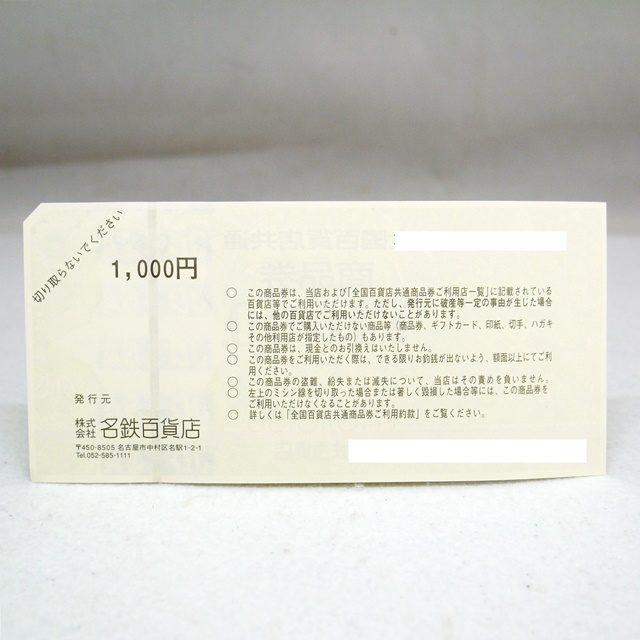 切り取らないでください
1,000円
○ この商品券は、当店および「全国百貨店共通商品券ご利用店一覧」に記載されている
百貨店等でご利用いただけます。ただし、発行元に破産等一定の事由が生じた場合
には、他の百貨店でご利用いただけないことがあります。
○ この商品券でご購入いただけない商品等（商品券、ギフトカード、印紙、切手、ハガキ
その他利用店が指定したもの）もあります。
○ この商品券は、現金とのお引換えはいたしません。
○ この商品券をご利用いただく際は、できる限りお釣銭が出ないよう、額面以上にてご利
用ください。
○ この商品券の盗難、紛失または滅失について、当店はその責めを負いません。
○ 左上のミシン線を切り取った場合または著しく毀損した場合等には、この商品券を
ご利用いただけなくなることがあります。
○ 詳しくは「全国百貨店共通商品券ご利用約款」をご覧ください。
発行元
株式会社 名鉄百貨店
〒450-8505 名古屋市中村区名駅1-2-1
Tel.052-585-1111